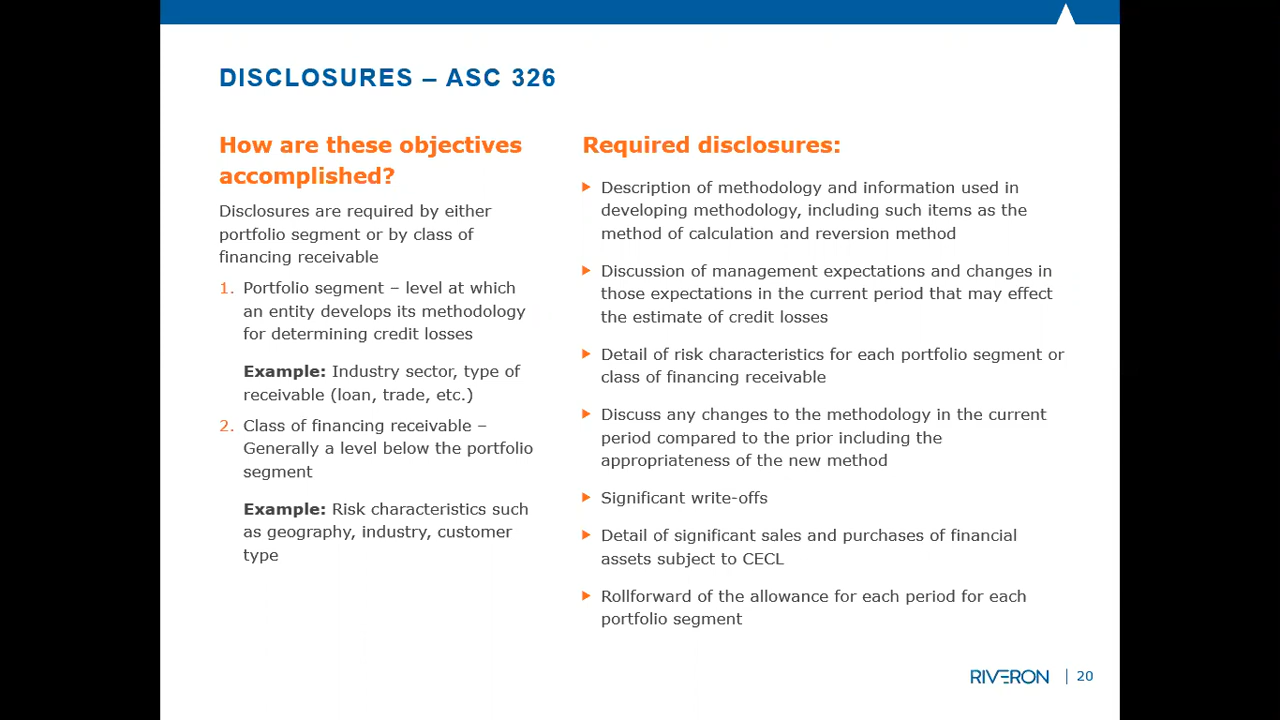 DISCLOSURES – ASC 326
How are these objectives
accomplished?
Disclosures are required by either
portfolio segment or by class of
financing receivable
1. Portfolio segment – level at which
an entity develops its methodology
for determining credit losses
Example: Industry sector, type of
receivable (loan, trade, etc.)
2. Class of financing receivable –
Generally a level below the portfolio
segment
Example: Risk characteristics such
as geography, industry, customer
type
Required disclosures:
Description of methodology and information used in
developing methodology, including such items as the
method of calculation and reversion method
Discussion of management expectations and changes in
those expectations in the current period that may effect
the estimate of credit losses
Detail of risk characteristics for each portfolio segment or
class of financing receivable
Discuss any changes to the methodology in the current
period compared to the prior including the
appropriateness of the new method
Significant write-offs
Detail of significant sales and purchases of financial
assets subject to CECL
Rollforward of the allowance for each period for each
portfolio segment
RIVERON | 20